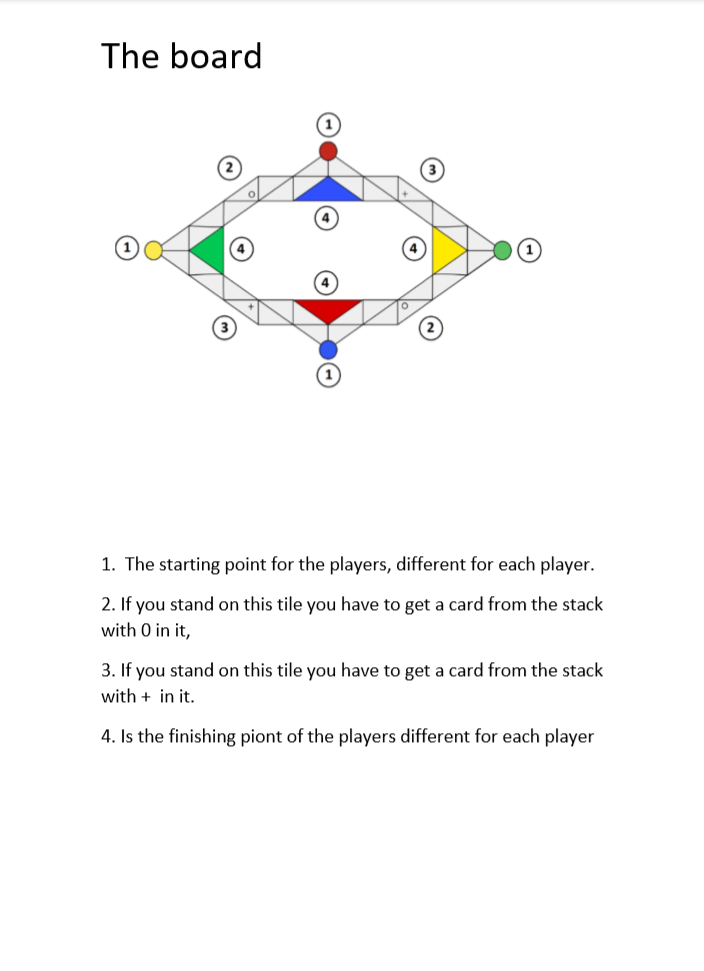 The board
1
2
3
o
+
4
1
4
4
1
4
+
o
3
2
1
1. The starting point for the players, different for each player.
2. If you stand on this tile you have to get a card from the stack
with 0 in it,
3. If you stand on this tile you have to get a card from the stack
with + in it.
4. Is the finishing piont of the players different for each player